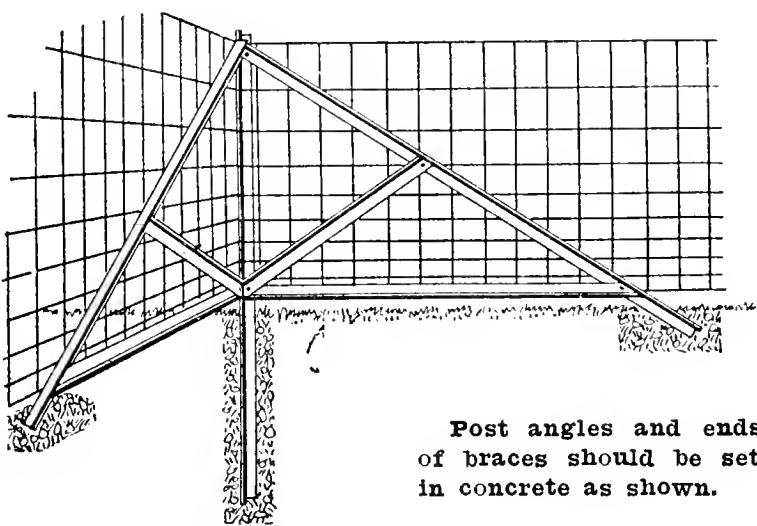 Post angles and ends
of braces should be set
in concrete as shown.